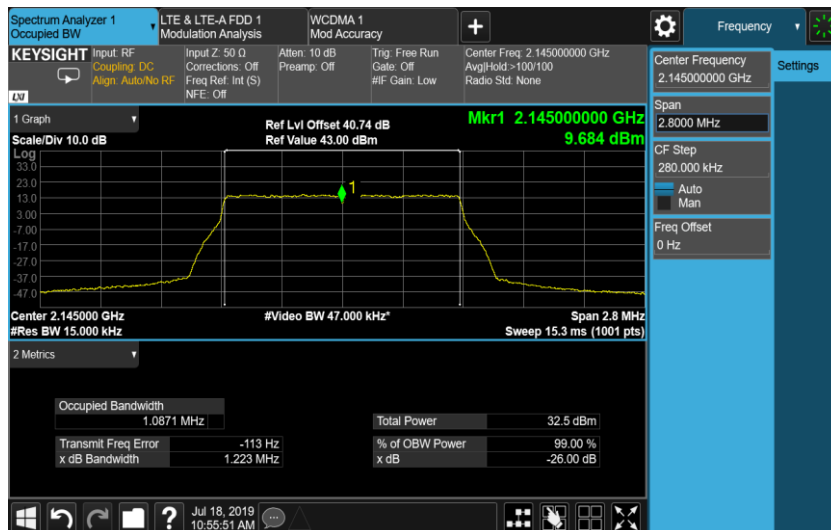 Spectrum Analyzer 1
Occupied BW
LTE & LTE-A FDD 1
Modulation Analysis
WCDMA 1
Mod Accuracy
+
Frequency
KEYSIGHT
LXI
Input: RF
Coupling: DC
Align: Auto/No RF
Input Z: 50 Ω
Corrections: Off
Freq Ref: Int (S)
NFE: Off
Atten: 10 dB
Preamp: Off
Trig: Free Run
Gate: Off
#IF Gain: Low
Center Freq: 2.145000000 GHz
Avg|Hold:>100/100
Radio Std: None
Center Frequency
2.145000000 GHz
Settings
Span
2.8000 MHz
CF Step
280.000 kHz
Auto
Man
Freq Offset
0 Hz
1 Graph
Scale/Div 10.0 dB
Ref Lvl Offset 40.74 dB
Ref Value 43.00 dBm
Mkr1 2.145000000 GHz
9.684 dBm
Log
33.0
23.0
13.0
3.00
-7.00
-17.0
-27.0
-37.0
-47.0
1
Center 2.145000 GHz
#Res BW 15.000 kHz
#Video BW 47.000 kHz*
Span 2.8 MHz
Sweep 15.3 ms (1001 pts)
2 Metrics
Occupied Bandwidth
1.0871 MHz
Total Power 32.5 dBm
Transmit Freq Error -113 Hz
% of OBW Power 99.00 %
x dB Bandwidth 1.223 MHz
x dB -26.00 dB
?
Jul 18, 2019
10:55:51 AM